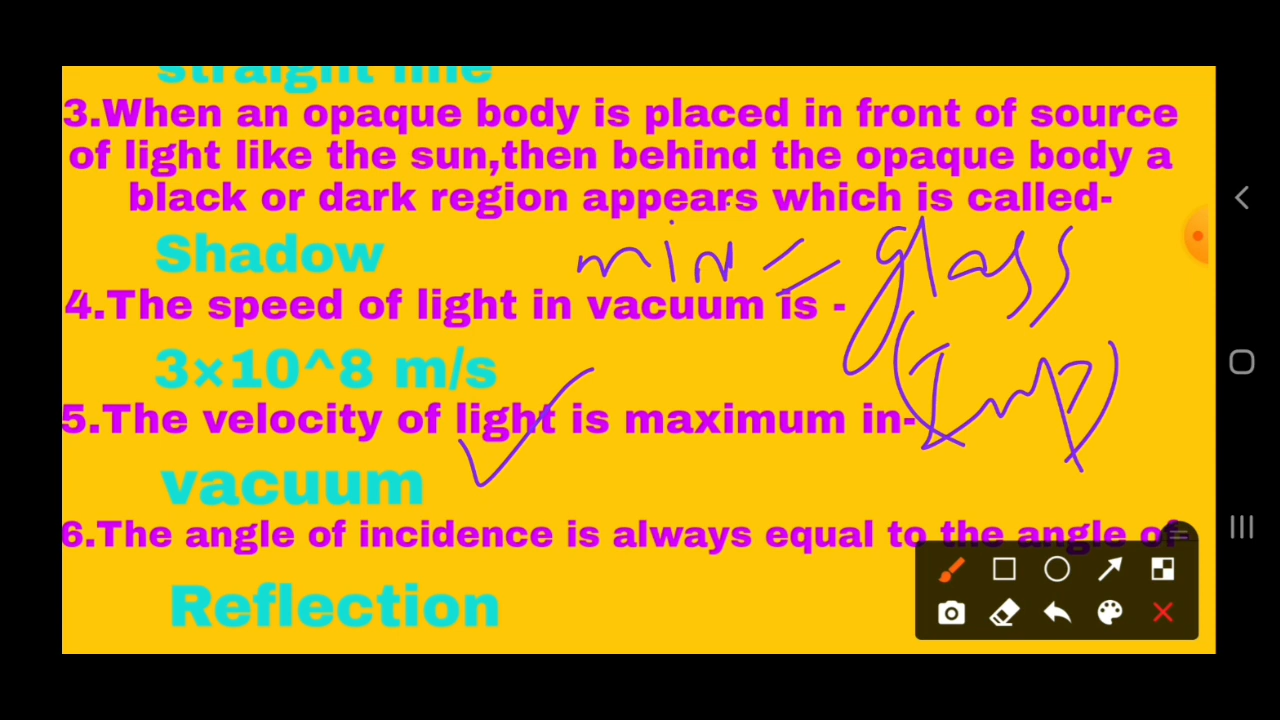 straight line
3.When an opaque body is placed in front of source
of light like the sun,then behind the opaque body a
black or dark region appears which is called-
Shadow
min = glass
4.The speed of light in vacuum is -
(Imp)
3×10^8 m/s
5.The velocity of light is maximum in-
vacuum
6.The angle of incidence is always equal to the angle of-
Reflection